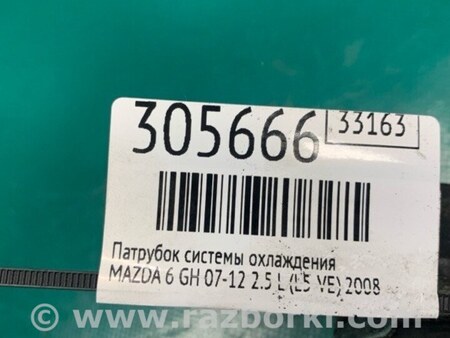 305666
33163
Патрубок системы охлаждения
MAZDA 6 GH 07-12 2.5 L (L5 VE) 2008
www.razborki.com